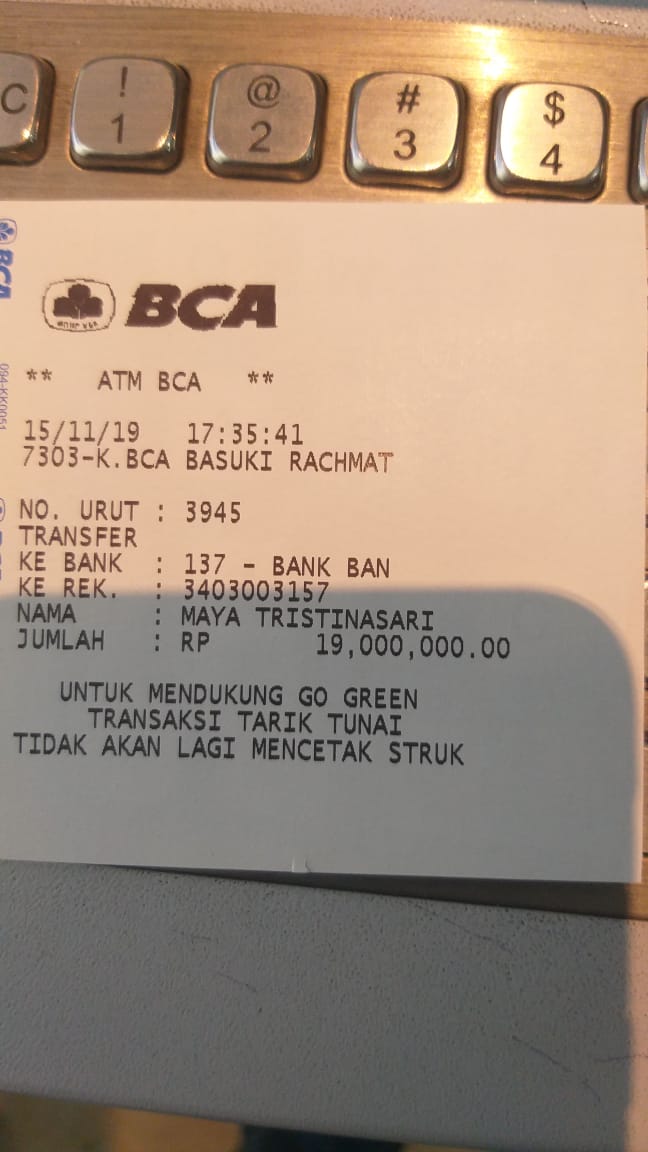 C ! 1 @ 2 # 3 $ 4
BCA
BCA
** ATM BCA **
15/11/19 17:35:41
7303-K.BCA BASUKI RACHMAT
NO. URUT : 3945
TRANSFER
KE BANK : 137 - BANK BAN
KE REK. : 3403003157
NAMA : MAYA TRISTINASARI
JUMLAH : RP 19,000,000.00
UNTUK MENDUKUNG GO GREEN
TRANSAKSI TARIK TUNAI
TIDAK AKAN LAGI MENCETAK STRUK